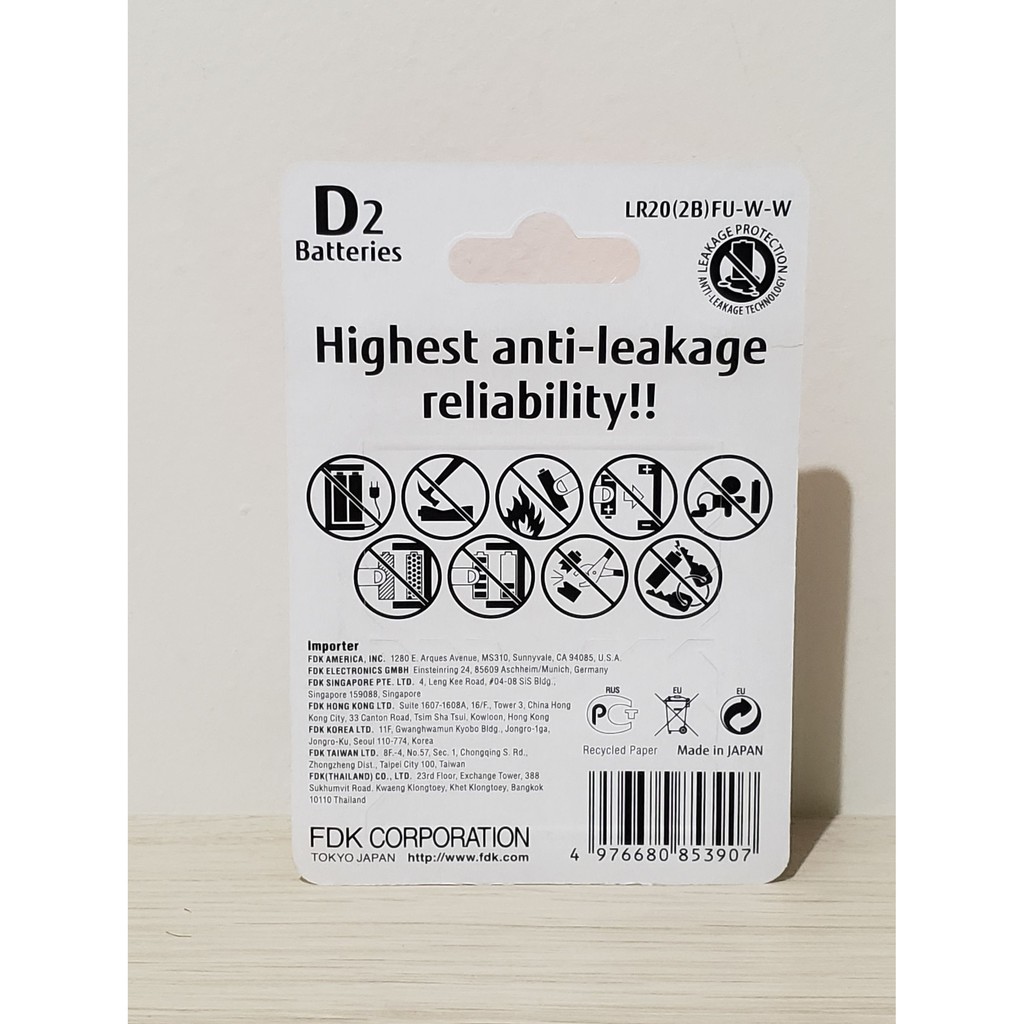 D2
Batteries
LR20(2B)FU-W-W
LEAKAGE PROTECTION
ANTI-LEAKAGE TECHNOLOGY
Highest anti-leakage
reliability!!
D
D
+
+
-
D
D
Importer
FDK AMERICA, INC. 1280 E. Arques Avenue, MS310, Sunnyvale, CA 94085, U.S.A.
FDK ELECTRONICS GMBH Einsteinring 24, 85609 Aschheim/Munich, Germany
FDK SINGAPORE PTE. LTD. 4, Leng Kee Road, #04-08 SiS Bldg.,
Singapore 159088, Singapore
FDK HONG KONG LTD. Suite 1607-1608A, 16/F., Tower 3, China Hong
Kong City, 33 Canton Road, Tsim Sha Tsui, Kowloon, Hong Kong
FDK KOREA LTD. 11F, Gwanghwamun Kyobo Bldg., Jongro-1ga,
Jongro-Ku, Seoul 110-774, Korea
FDK TAIWAN LTD. 8F.-4, No.57, Sec. 1, Chongqing S. Rd.,
Zhongzheng Dist., Taipei City 100, Taiwan
FDK(THAILAND) CO., LTD. 23rd Floor, Exchange Tower, 388
Sukhumvit Road. Kwaeng Klongtoey, Khet Klongtoey, Bangkok
10110 Thailand
RUS
EU
EU
PCT
Recycled Paper
Made in JAPAN
FDK CORPORATION
TOKYO JAPAN http://www.fdk.com
4 976680 853907